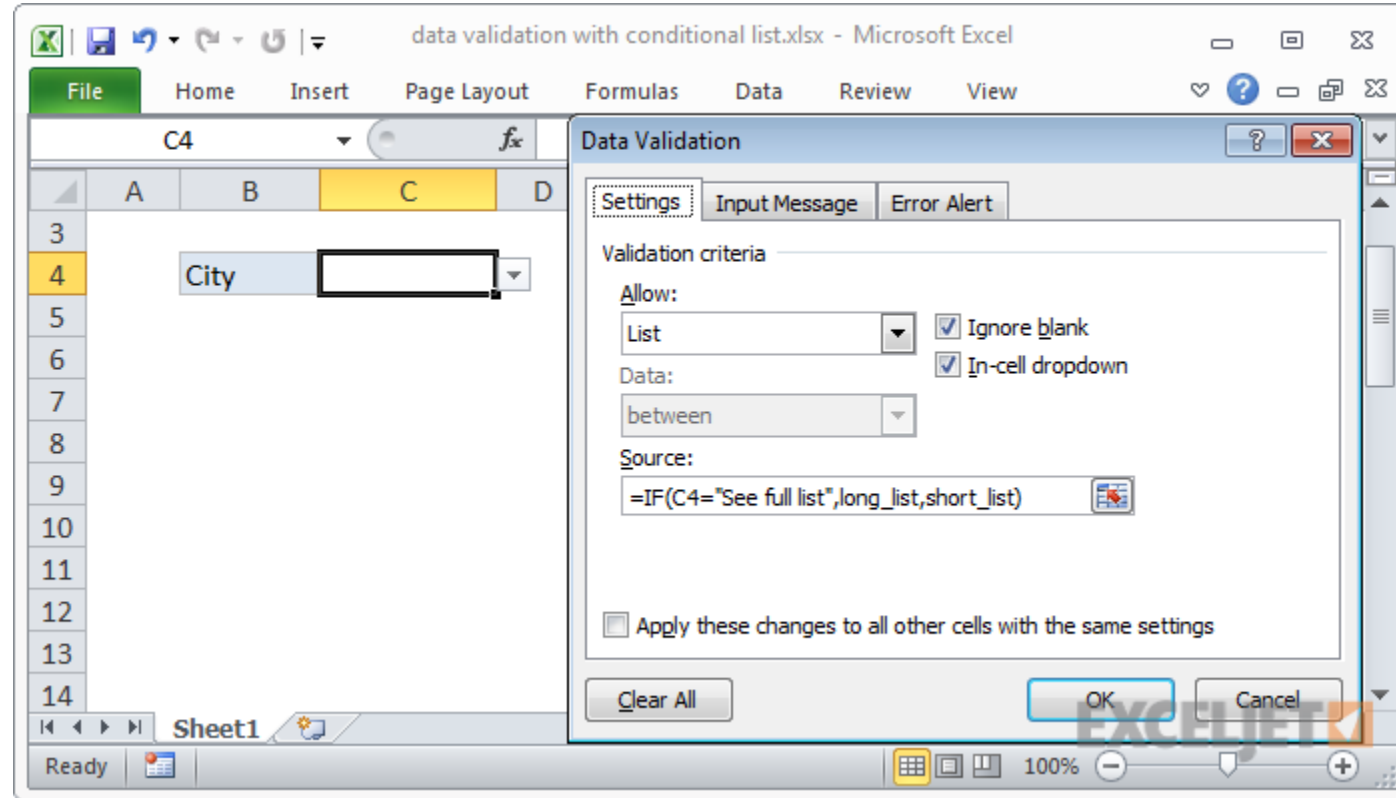 data validation with conditional list.xlsx - Microsoft Excel
File Home Insert Page Layout Formulas Data Review View
C4 fx
Data Validation
A B C D
Settings Input Message Error Alert
3
Validation criteria
4 City
Allow:
5
List
Ignore blank
6
In-cell dropdown
Data:
7
between
8
Source:
9
=IF(C4="See full list",long_list,short_list)
10
11
12
Apply these changes to all other cells with the same settings
13
14
Clear All OK Cancel
EXCELJET
Sheet1
Ready 100%